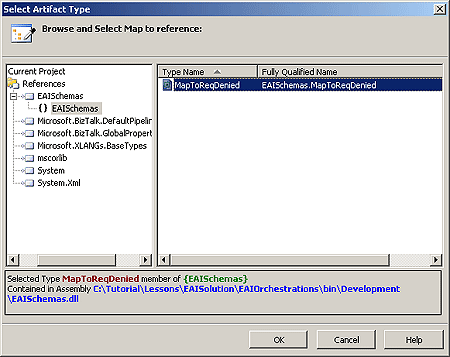 Select Artifact Type
Browse and Select Map to reference:
Current Project
References
EAISchemas
{} EAISchemas
Microsoft.BizTalk.DefaultPipelin
Microsoft.BizTalk.GlobalPropert
Microsoft.XLANGs.BaseTypes
mscorlib
System
System.Xml
Type Name Fully Qualified Name
MapToReqDenied EAISchemas.MapToReqDenied
Selected Type MapToReqDenied member of {EAISchemas}
Contained in Assembly C:\Tutorial\Lessons\EAISolution\EAIOrchestrations\bin\Development
\EAISchemas.dll
OK Cancel Help